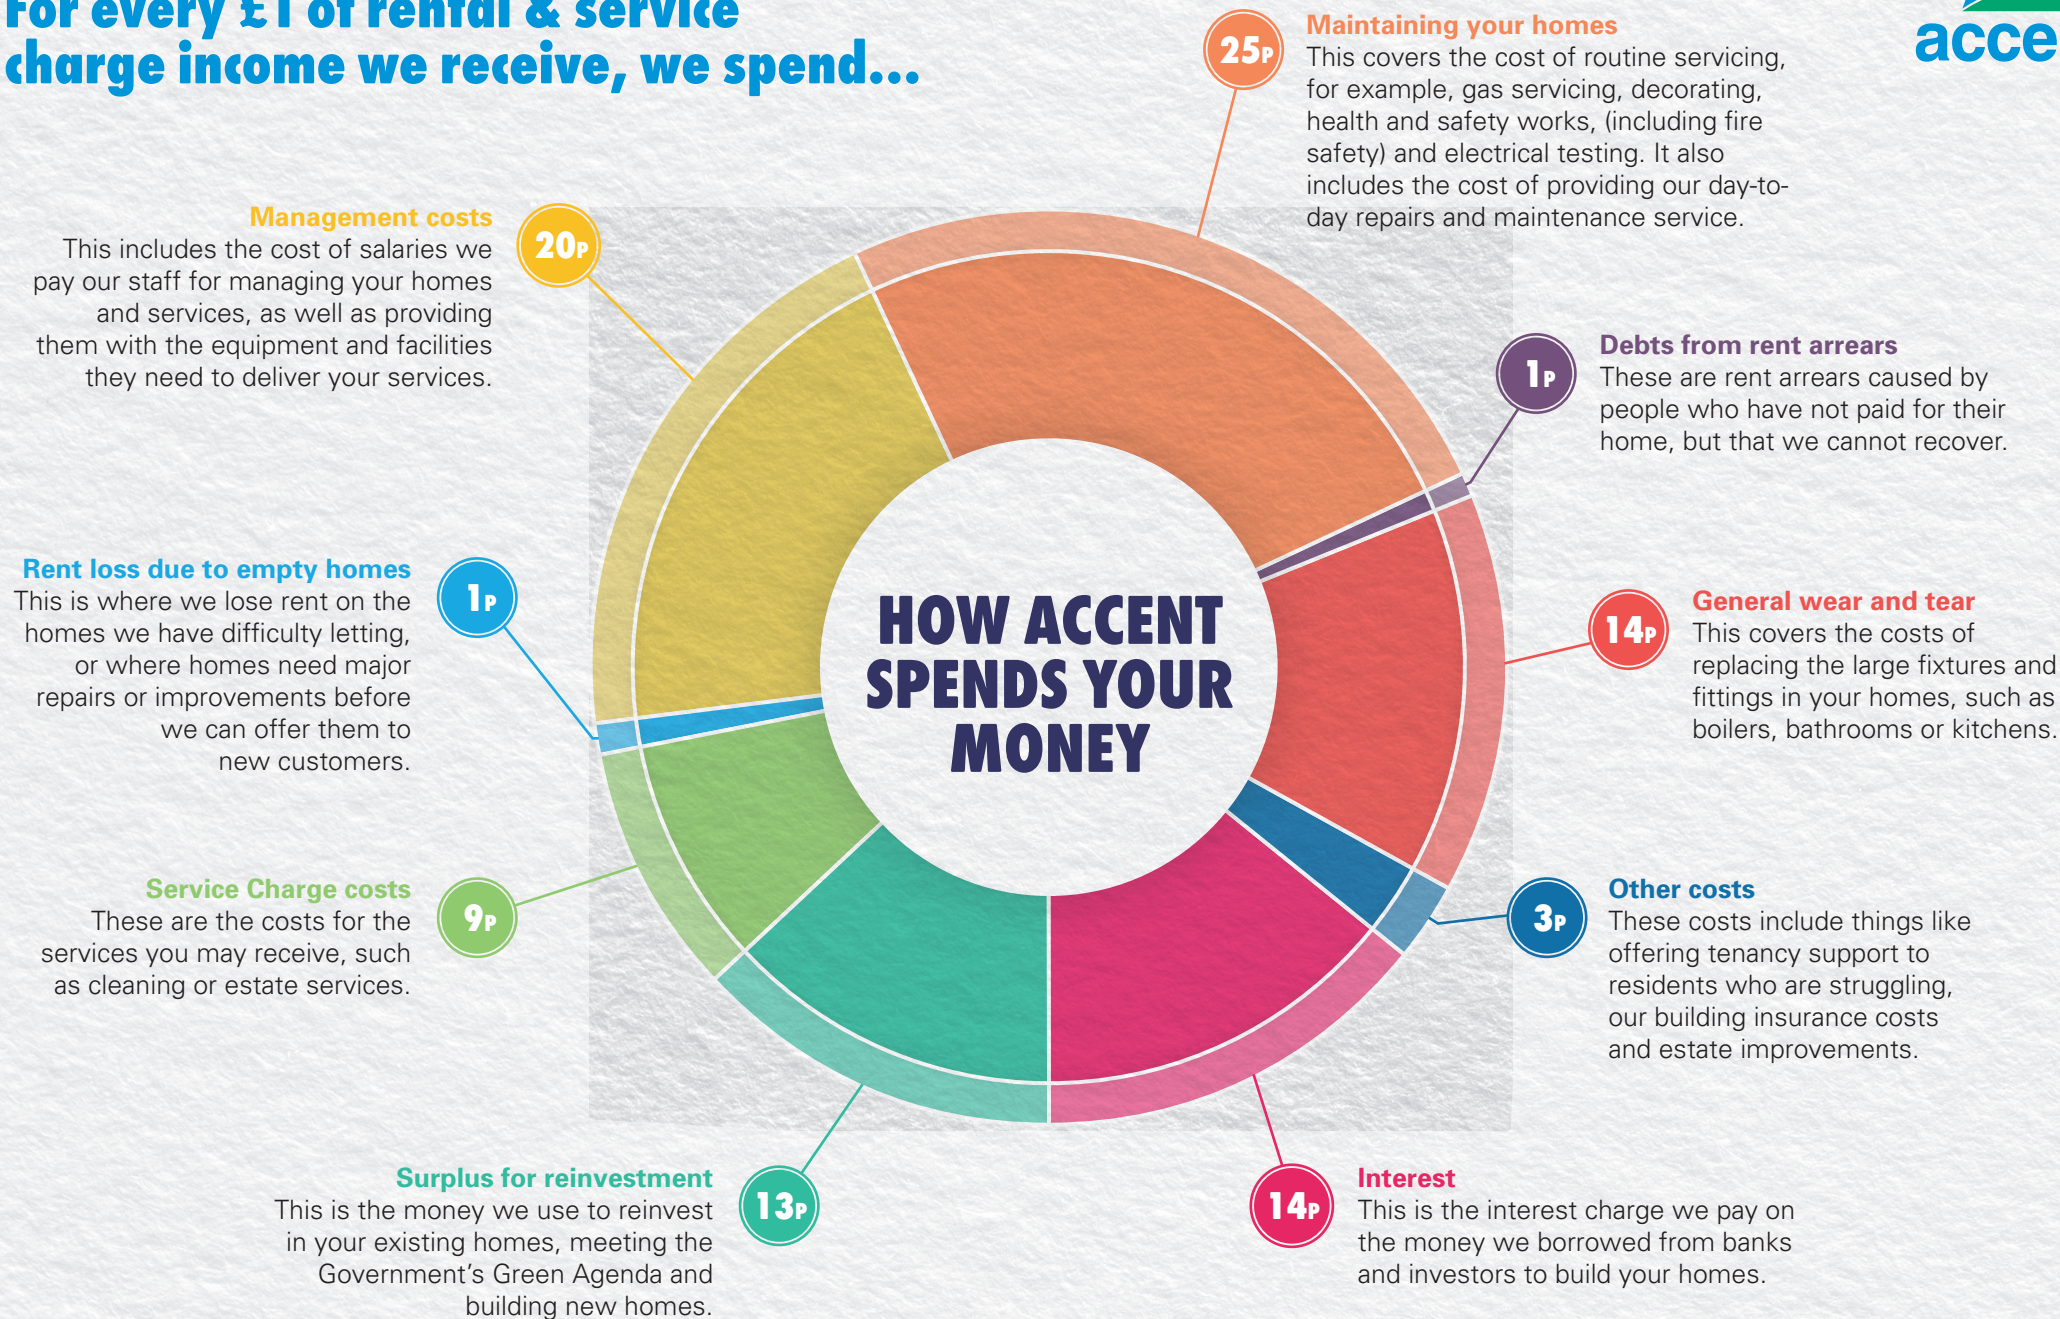 For every £1 of rental & service
charge income we receive, we spend...
acce
25P
Maintaining your homes
This covers the cost of routine servicing,
for example, gas servicing, decorating,
health and safety works, (including fire
safety) and electrical testing. It also
includes the cost of providing our day-to-
day repairs and maintenance service.
Management costs
This includes the cost of salaries we
pay our staff for managing your homes
and services, as well as providing
them with the equipment and facilities
they need to deliver your services.
20P
1P
Debts from rent arrears
These are rent arrears caused by
people who have not paid for their
home, but that we cannot recover.
Rent loss due to empty homes
This is where we lose rent on the
homes we have difficulty letting,
or where homes need major
repairs or improvements before
we can offer them to
new customers.
1P
HOW ACCENT
SPENDS YOUR
MONEY
14P
General wear and tear
This covers the costs of
replacing the large fixtures and
fittings in your homes, such as
boilers, bathrooms or kitchens.
Service Charge costs
These are the costs for the
services you may receive, such
as cleaning or estate services.
9P
3P
Other costs
These costs include things like
offering tenancy support to
residents who are struggling,
our building insurance costs
and estate improvements.
Surplus for reinvestment
This is the money we use to reinvest
in your existing homes, meeting the
Government's Green Agenda and
building new homes.
13P
14P
Interest
This is the interest charge we pay on
the money we borrowed from banks
and investors to build your homes.